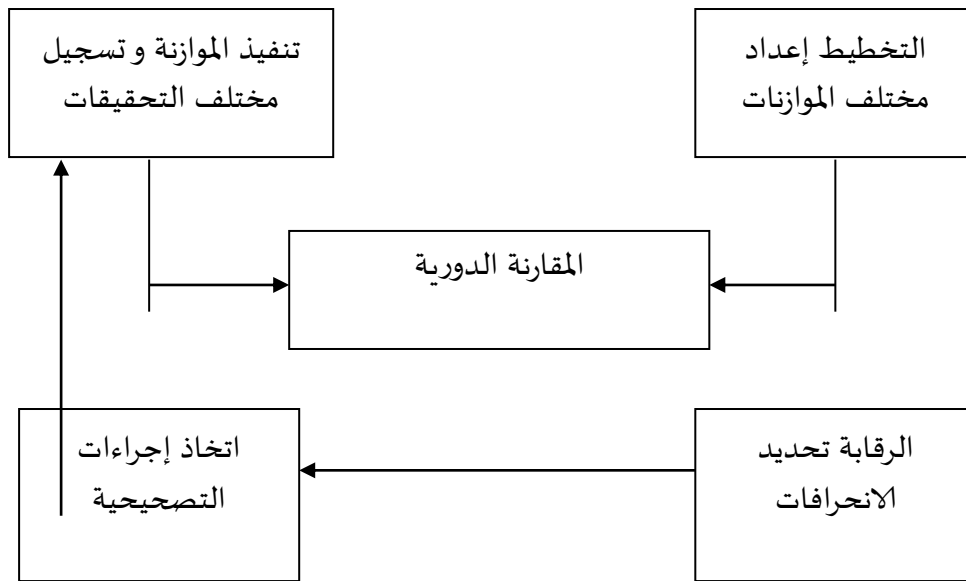 التخطيط إعداد
مختلف الموازنات
تنفيذ الموازنة و تسجيل
مختلف التحقيقات
المقارنة الدورية
الرقابة تحديد
الانحرافات
اتخاذ إجراءات
التصحيحية